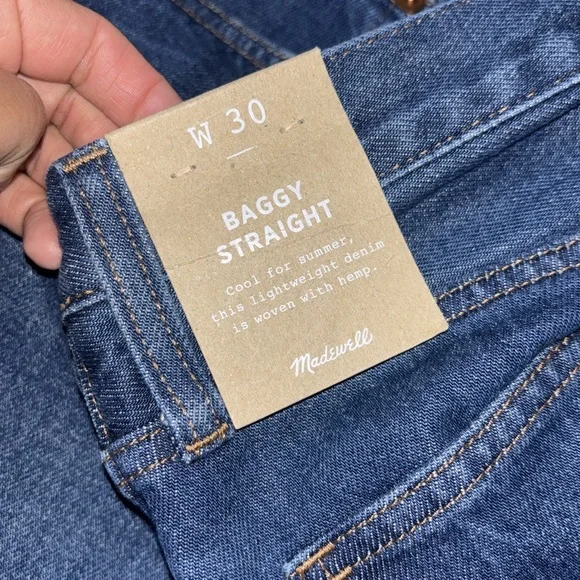 W 30
BAGGY
STRAIGHT
Cool for summer,
this lightweight denim
is woven with hemp.
Madewell